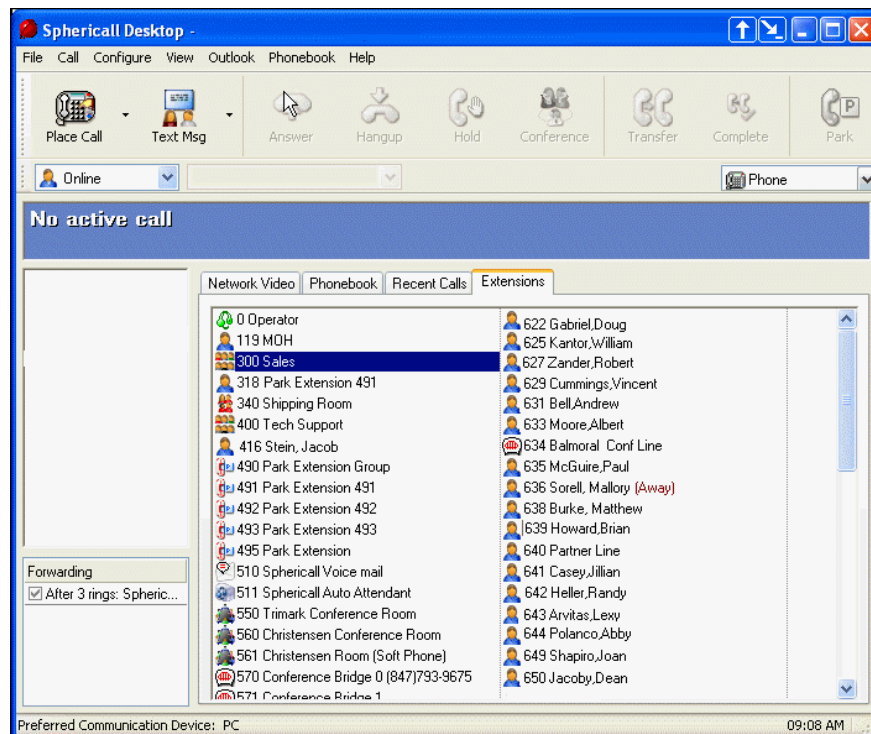 Sphericall Desktop -
File Call Configure View Outlook Phonebook Help
Place Call Text Msg Answer Hangup Hold Conference Transfer Complete Park
Online Phone
No active call
Network Video Phonebook Recent Calls Extensions
0 Operator
119 MOH
300 Sales
318 Park Extension 491
340 Shipping Room
400 Tech Support
416 Stein, Jacob
490 Park Extension Group
491 Park Extension 491
492 Park Extension 492
493 Park Extension 493
495 Park Extension
510 Sphericall Voice mail
511 Sphericall Auto Attendant
550 Trimark Conference Room
560 Christensen Conference Room
561 Christensen Room (Soft Phone)
570 Conference Bridge 0 (847)793-9675
571 Conference Bridge 1
622 Gabriel,Doug
625 Kantor,William
627 Zander,Robert
629 Cummings,Vincent
631 Bell,Andrew
633 Moore,Albert
634 Balmoral Conf Line
635 McGuire,Paul
636 Sorell, Mallory (Away)
638 Burke, Matthew
639 Howard,Brian
640 Partner Line
641 Casey,Jillian
642 Heller,Randy
643 Arvitas,Lexy
644 Polanco,Abby
649 Shapiro,Joan
650 Jacoby,Dean
Forwarding
After 3 rings: Spheric...
Preferred Communication Device: PC 09:08 AM